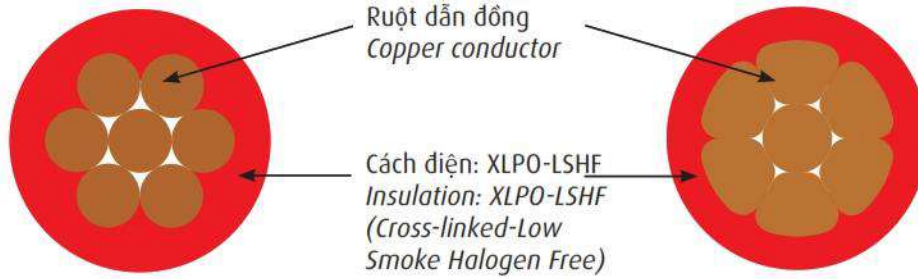 Ruột dẫn đồng
Copper conductor
Cách điện: XLPO-LSHF
Insulation: XLPO-LSHF
(Cross-linked-Low
Smoke Halogen Free)